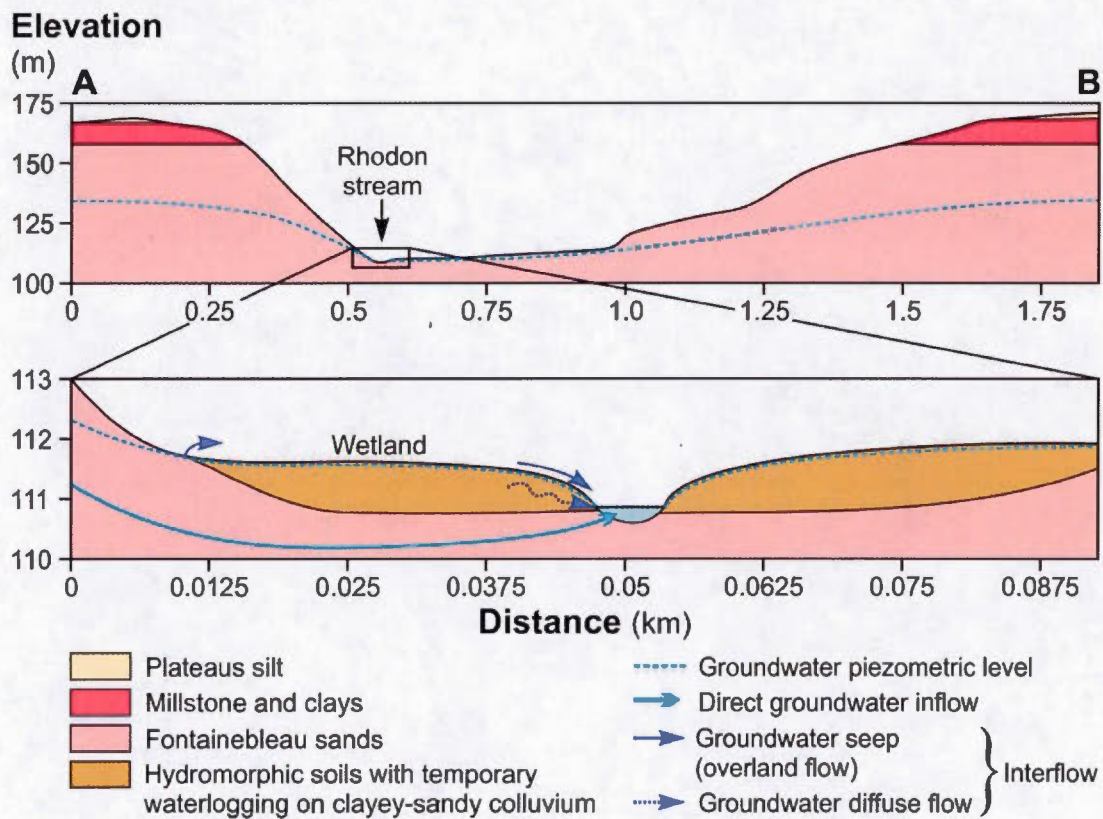 Elevation
(m)
A
B
175
150
125
100
Rhodon
stream
0
0.25
0.5
0.75
1.0
1.25
1.5
1.75
113
112
111
110
Wetland
0
0.0125
0.025
0.0375
0.05
0.0625
0.075
0.0875
Distance (km)
Plateaus silt
Millstone and clays
Fontainebleau sands
Hydromorphic soils with temporary
waterlogging on clayey-sandy colluvium
Groundwater piezometric level
Direct groundwater inflow
Groundwater seep
(overland flow)
Groundwater diffuse flow
Interflow